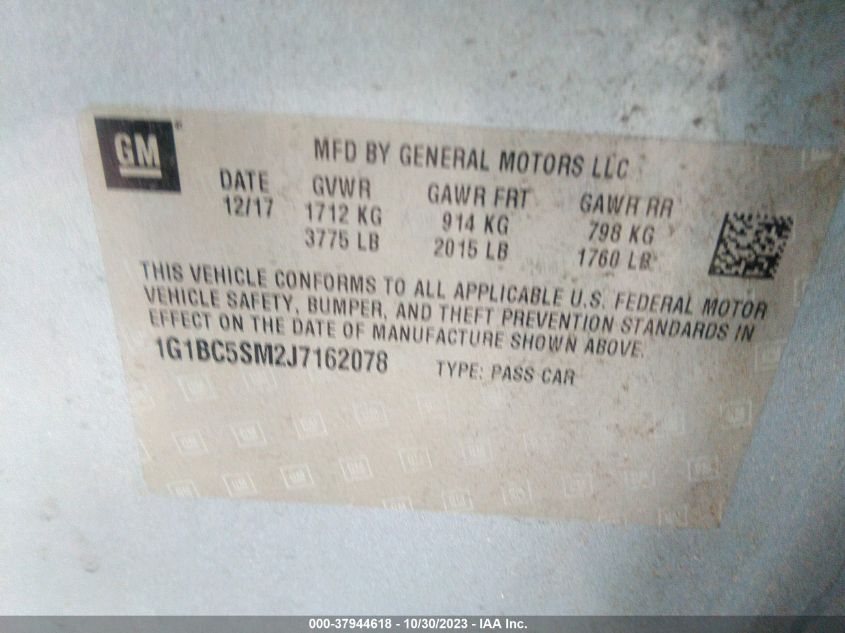 GM®
MFD BY GENERAL MOTORS LLC
DATE GVWR GAWR FRT GAWR RR
12/17 1712 KG 914 KG 798 KG
3775 LB 2015 LB 1760 LB
THIS VEHICLE CONFORMS TO ALL APPLICABLE U.S. FEDERAL MOTOR
VEHICLE SAFETY, BUMPER, AND THEFT PREVENTION STANDARDS IN
EFFECT ON THE DATE OF MANUFACTURE SHOWN ABOVE.
1G1BC5SM2J7162078 TYPE: PASS CAR
000-37944618 - 10/30/2023 - IAA Inc.